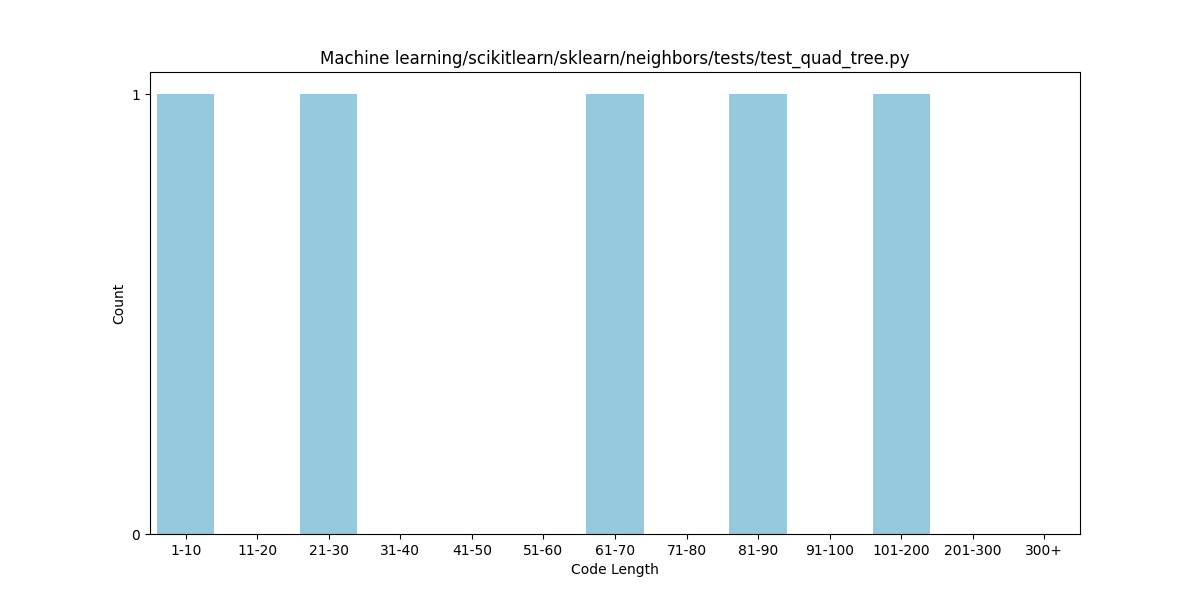 Machine learning/scikitlearn/sklearn/neighbors/tests/test_quad_tree.py
1
Count
0
1-10 11-20 21-30 31-40 41-50 51-60 61-70 71-80 81-90 91-100 101-200 201-300 300+
Code Length